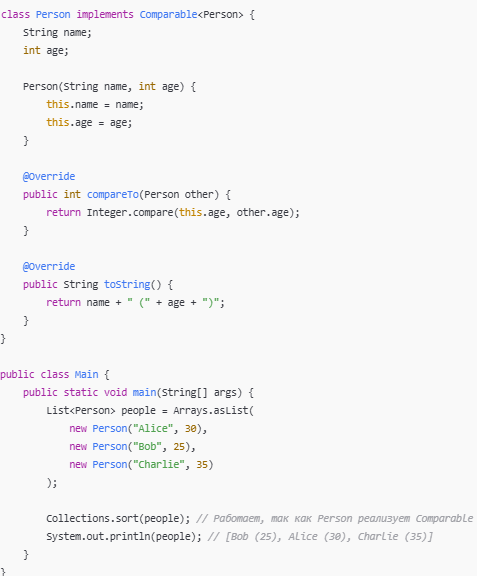 class Person implements Comparable<Person> {
    String name;
    int age;

    Person(String name, int age) {
        this.name = name;
        this.age = age;
    }

    @Override
    public int compareTo(Person other) {
        return Integer.compare(this.age, other.age);
    }

    @Override
    public String toString() {
        return name + " (" + age + ")";
    }
}

public class Main {
    public static void main(String[] args) {
        List<Person> people = Arrays.asList(
            new Person("Alice", 30),
            new Person("Bob", 25),
            new Person("Charlie", 35)
        );

        Collections.sort(people); // Работает, так как Person реализует Comparable
        System.out.println(people); // [Bob (25), Alice (30), Charlie (35)]
    }
}